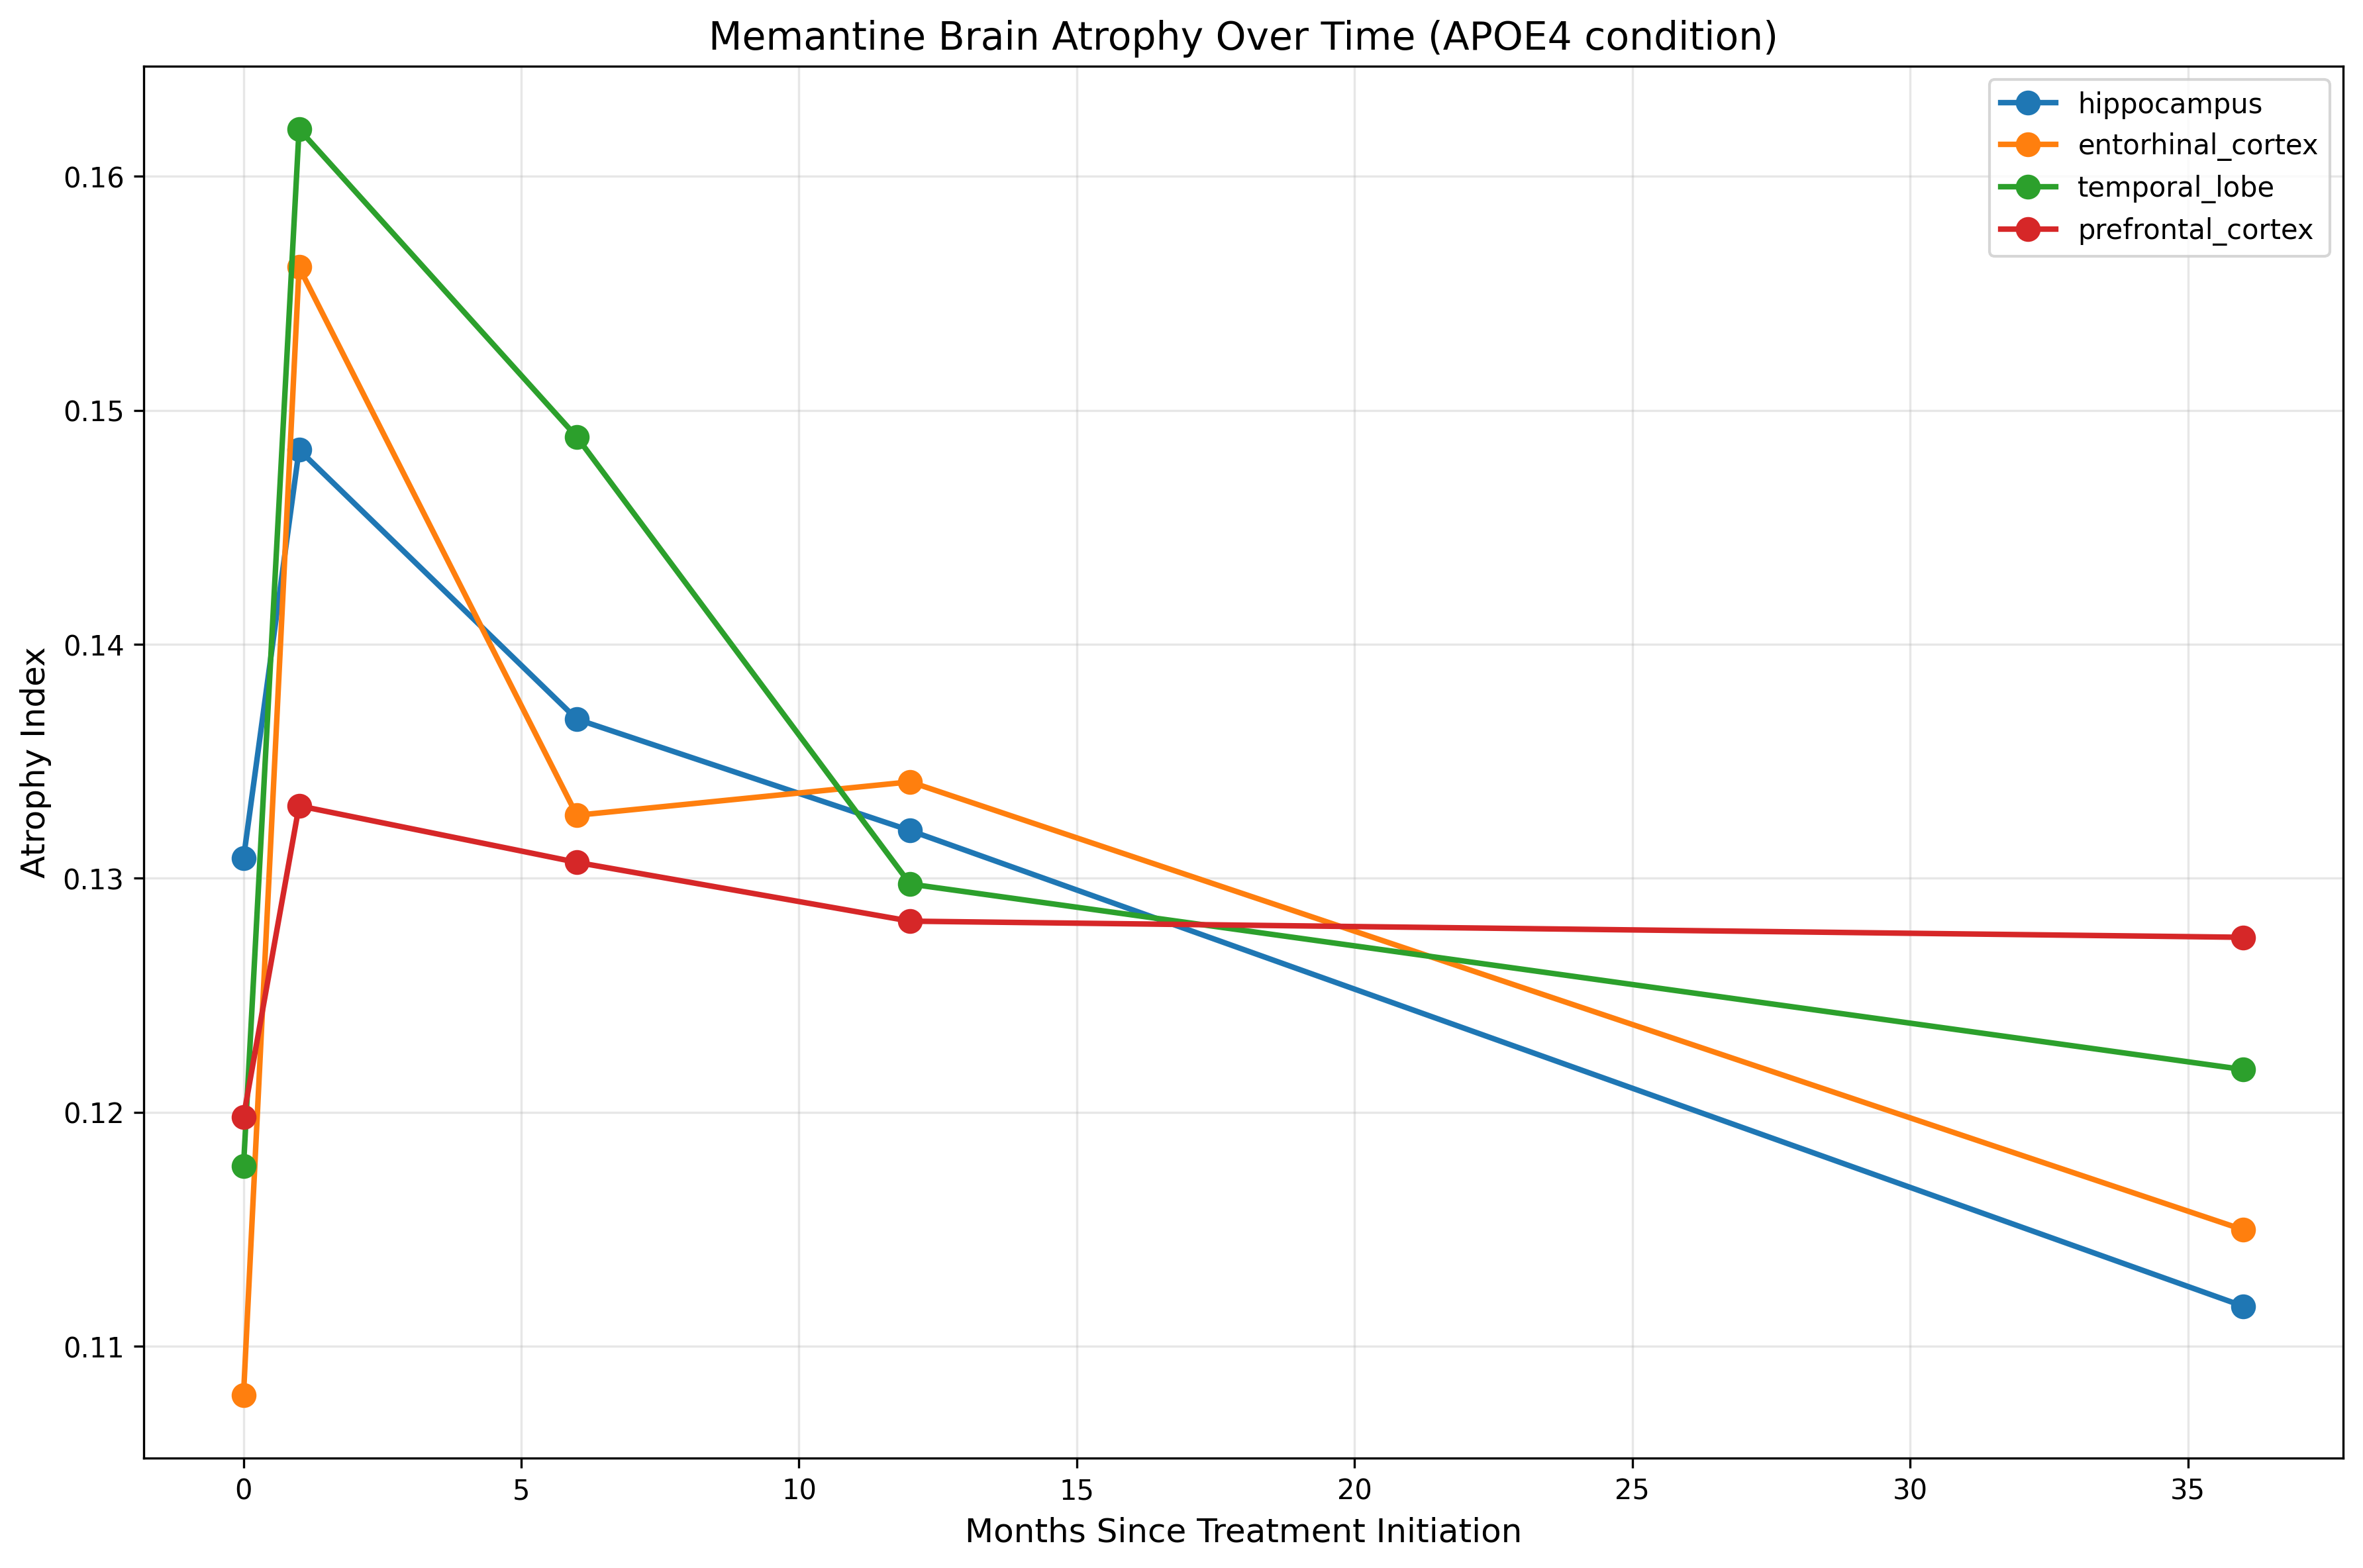 Memantine Brain Atrophy Over Time (APOE4 condition)
hippocampus
entorhinal_cortex
temporal_lobe
prefrontal_cortex
Atrophy Index
0.16
0.15
0.14
0.13
0.12
0.11
0 5 10 15 20 25 30 35
Months Since Treatment Initiation